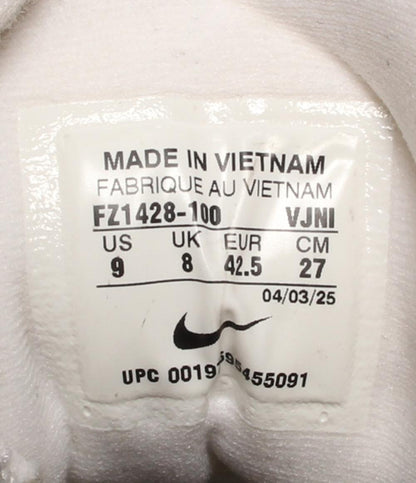 MADE IN VIETNAM
FABRIQUE AU VIETNAM
FZ1428-100 VJNI
US UK EUR CM
9 8 42.5 27
04/03/25
UPC